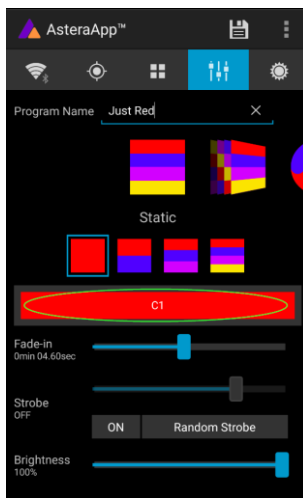 AsteraApp™
Program Name Just Red
Static
C1
Fade-in
0min 04.60sec
Strobe
OFF
ON Random Strobe
Brightness
100%